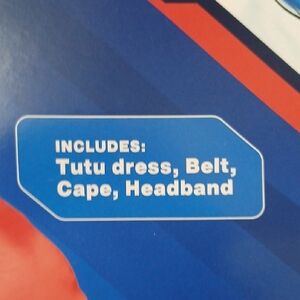 INCLUDES:
Tutu dress, Belt,
Cape, Headband